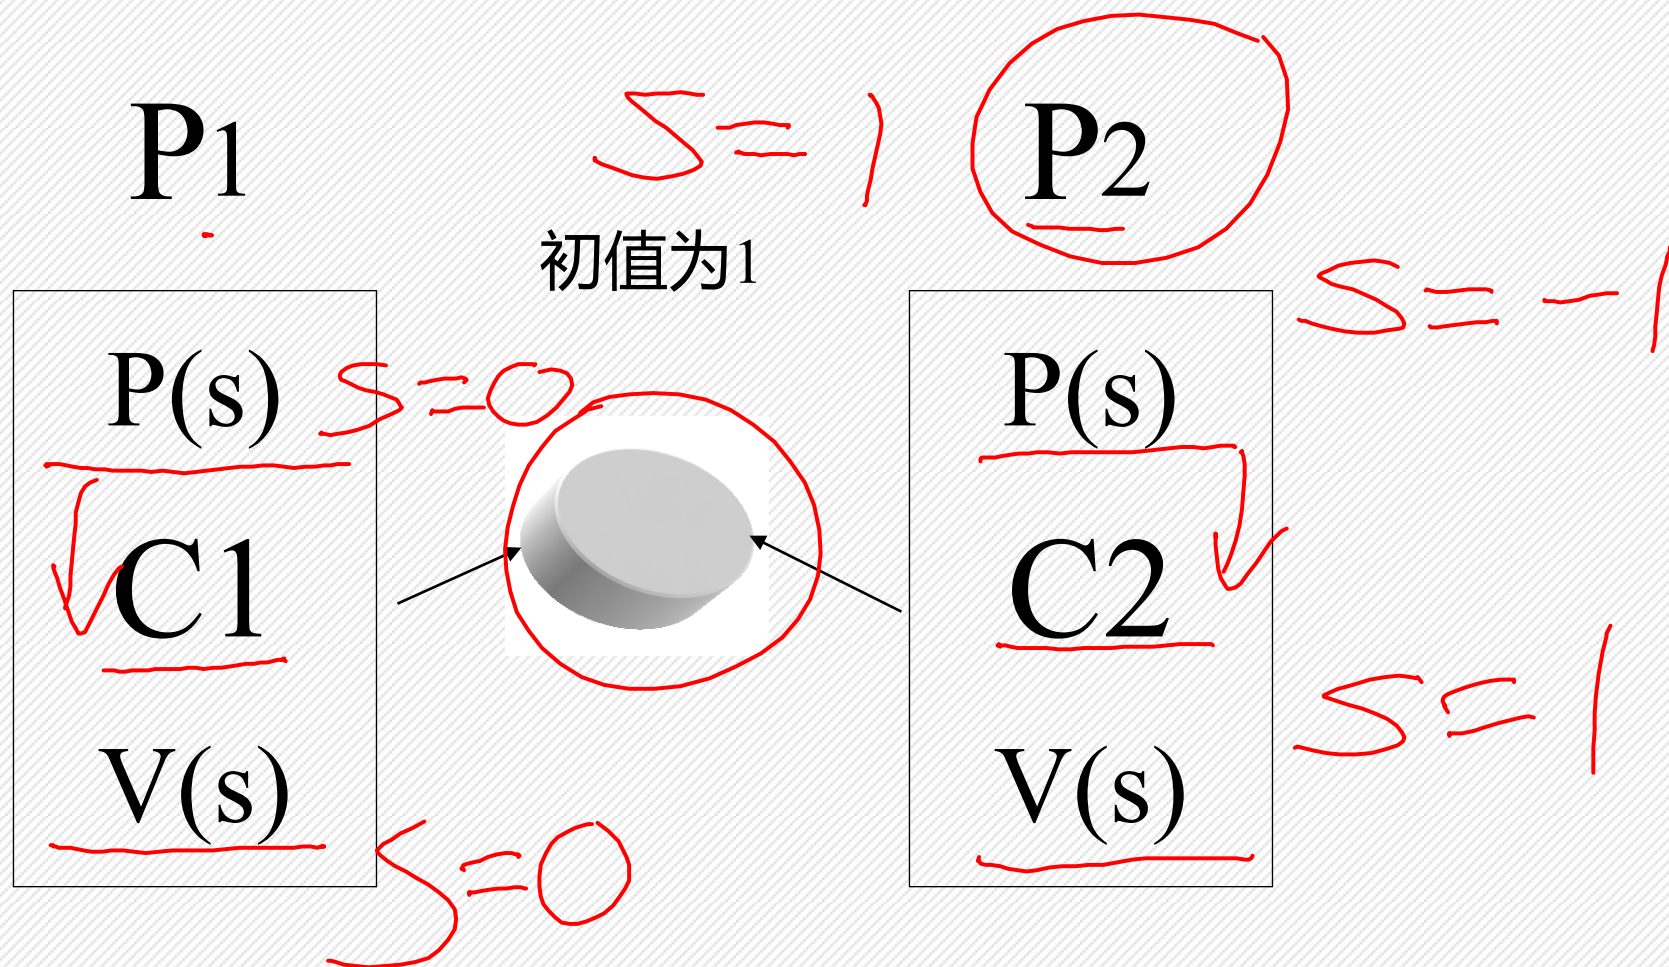 P1
S=1
P2
初值为1
S=-1
P(s)
S=0
P(s)
C1
C2
S=1
V(s)
V(s)
S=0